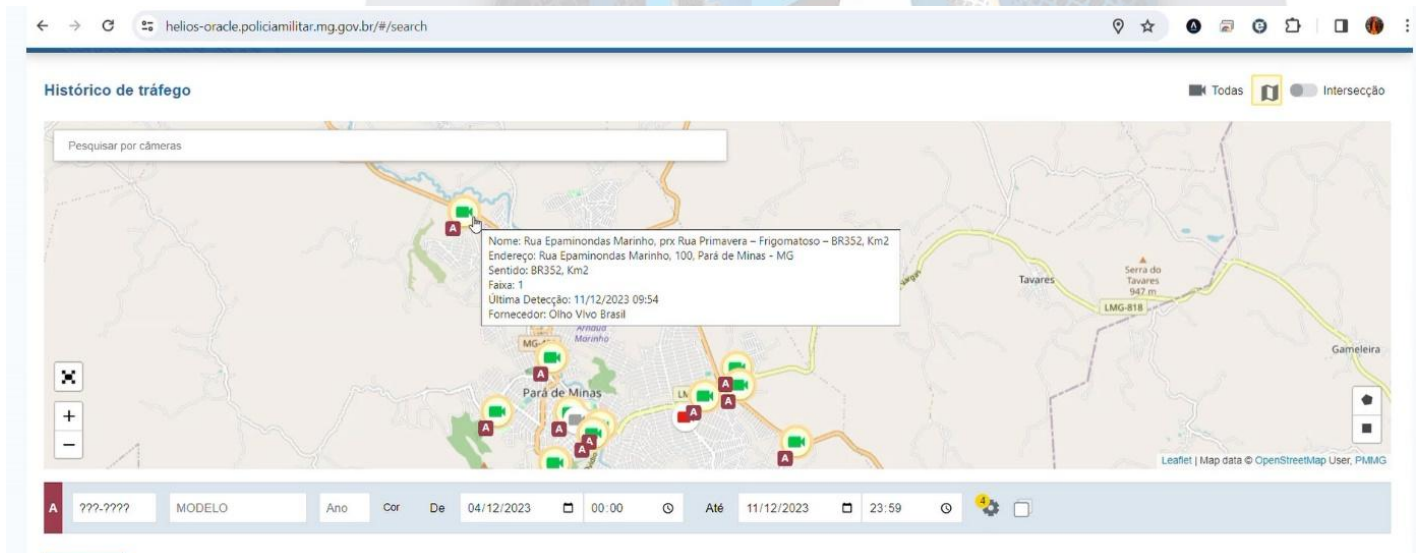 helios-oracle.policiamilitar.mg.gov.br/#/search
Histórico de tráfego
Todas
Intersecção
Pesquisar por câmeras
Nome: Rua Epaminondas Marinho, prx Rua Primavera – Frigomatoso – BR352, Km2
Endereço: Rua Epaminondas Marinho, 100, Pará de Minas - MG
Sentido: BR352, Km2
Faixa: 1
Última Detecção: 11/12/2023 09:54
Fornecedor: Olho Vivo Brasil
Tavares
Serra do
Tavares
947 m
LMG-818
Marinho
Gameleira
A
A
Pará de Minas
A
A
A
A
A
A
A
Leaflet | Map data © OpenStreetMap User, PMMG
A ???-???? MODELO Ano Cor De 04/12/2023 00:00 Até 11/12/2023 23:59 4